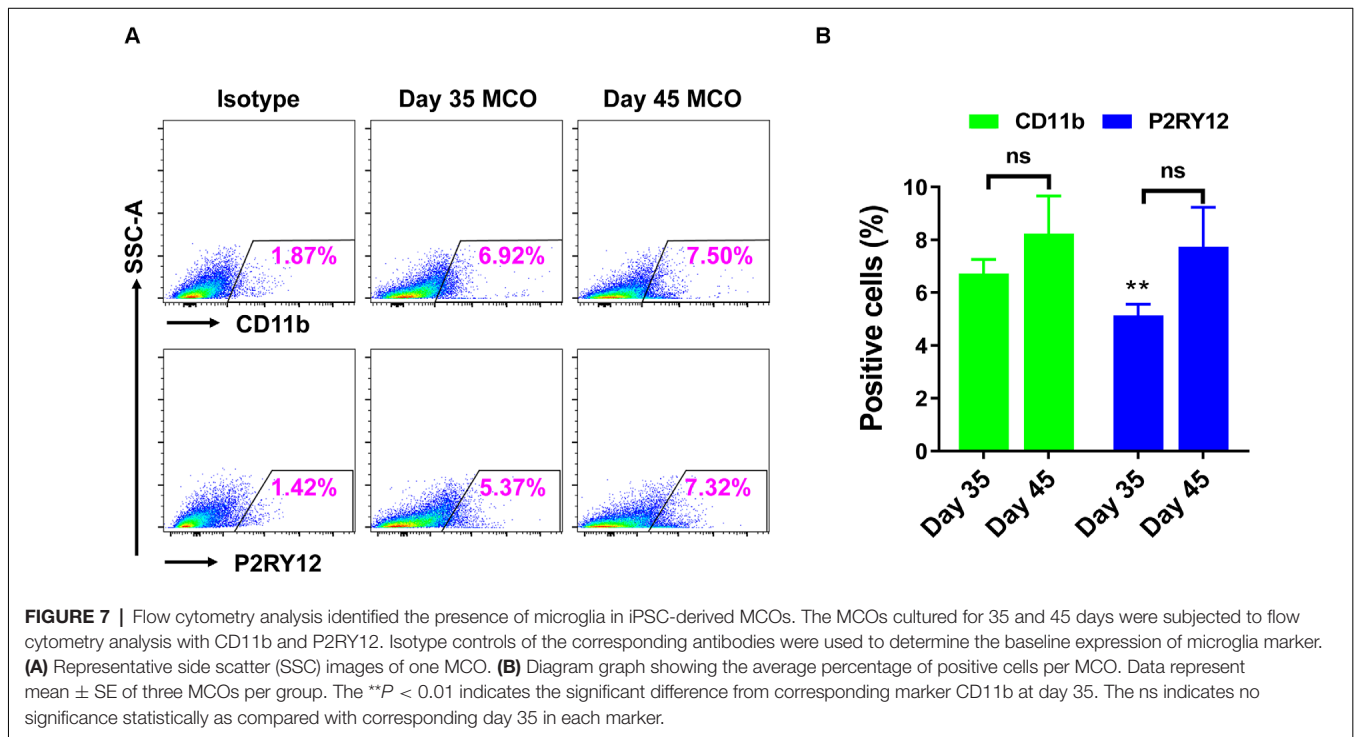 A
B
Isotype
Day 35 MCO
Day 45 MCO
SSC-A
1.87%
6.92%
7.50%
CD11b
1.42%
5.37%
7.32%
P2RY12
CD11b
P2RY12
ns
ns
**
Positive cells (%)
10
8
6
4
2
0
Day 35
Day 45
Day 35
Day 45
FIGURE 7 | Flow cytometry analysis identified the presence of microglia in iPSC-derived MCOs. The MCOs cultured for 35 and 45 days were subjected to flow
cytometry analysis with CD11b and P2RY12. Isotype controls of the corresponding antibodies were used to determine the baseline expression of microglia marker.
(A) Representative side scatter (SSC) images of one MCO. (B) Diagram graph showing the average percentage of positive cells per MCO. Data represent
mean ± SE of three MCOs per group. The **P < 0.01 indicates the significant difference from corresponding marker CD11b at day 35. The ns indicates no
significance statistically as compared with corresponding day 35 in each marker.